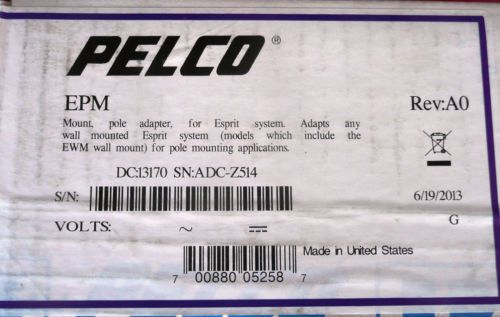 PELCO®
EPM Rev:A0
Mount, pole adapter, for Esprit system. Adapts any
wall mounted Esprit system (models which include the
EWM wall mount) for pole mounting applications.
DC:13170 SN:ADC-Z514
S/N: 6/19/2013
G
VOLTS: ~ ⎓
Made in United States
7 00880 05258 7